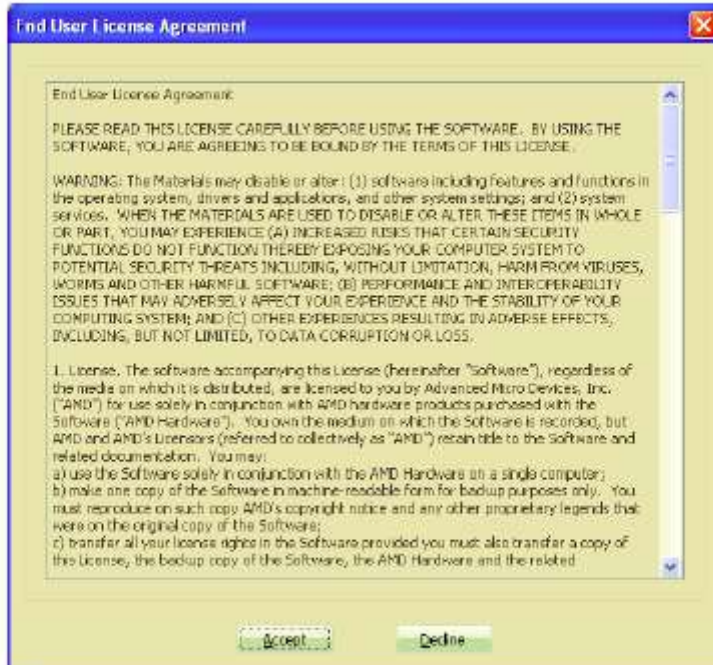 End User License Agreement
End User License Agreement
PLEASE READ THIS LICENSE CAREFULLY BEFORE USING THE SOFTWARE. BY USING THE
SOFTWARE, YOU ARE AGREEING TO BE BOUND BY THE TERMS OF THIS LICENSE.
WARNING: The Materials may disable or alter: (1) software including features and functions in
the operating system, drivers and applications, and other system settings; and (2) system
services. WHEN THE MATERIALS ARE USED TO DISABLE OR ALTER THESE ITEMS IN WHOLE
OR PART, YOU MAY EXPERIENCE (A) INCREASED RISKS THAT CERTAIN SECURITY
FUNCTIONS DO NOT FUNCTION THEREBY EXPOSING YOUR COMPUTER SYSTEM TO
POTENTIAL SECURITY THREATS INCLUDING, WITHOUT LIMITATION, HARM FROM VIRUSES,
WORMS AND OTHER HARMFUL SOFTWARE; (B) PERFORMANCE AND INTEROPERABILITY
ISSUES THAT MAY ADVERSELY AFFECT YOUR EXPERIENCE AND THE STABILITY OF YOUR
COMPUTING SYSTEM; AND (C) OTHER EXPERIENCES RESULTING IN ADVERSE EFFECTS,
INCLUDING, BUT NOT LIMITED, TO DATA CORRUPTION OR LOSS.
1. License. The software accompanying this License (hereinafter "Software"), regardless of
the media on which it is distributed, are licensed to you by Advanced Micro Devices, Inc.
("AMD") for use solely in conjunction with AMD hardware products purchased with the
Software ("AMD Hardware"). You own the medium on which the Software is recorded, but
AMD and AMD's Licensors (referred to collectively as "AMD") retain title to the Software and
related documentation. You may:
a) use the Software solely in conjunction with the AMD Hardware on a single computer;
b) make one copy of the Software in machine-readable form for backup purposes only. You
must reproduce on such copy AMD's copyright notice and any other proprietary legends that
were on the original copy of the Software;
c) transfer all your license rights in the Software provided you must also transfer a copy of
this License, the backup copy of the Software, the AMD Hardware and the related
Accept
Decline